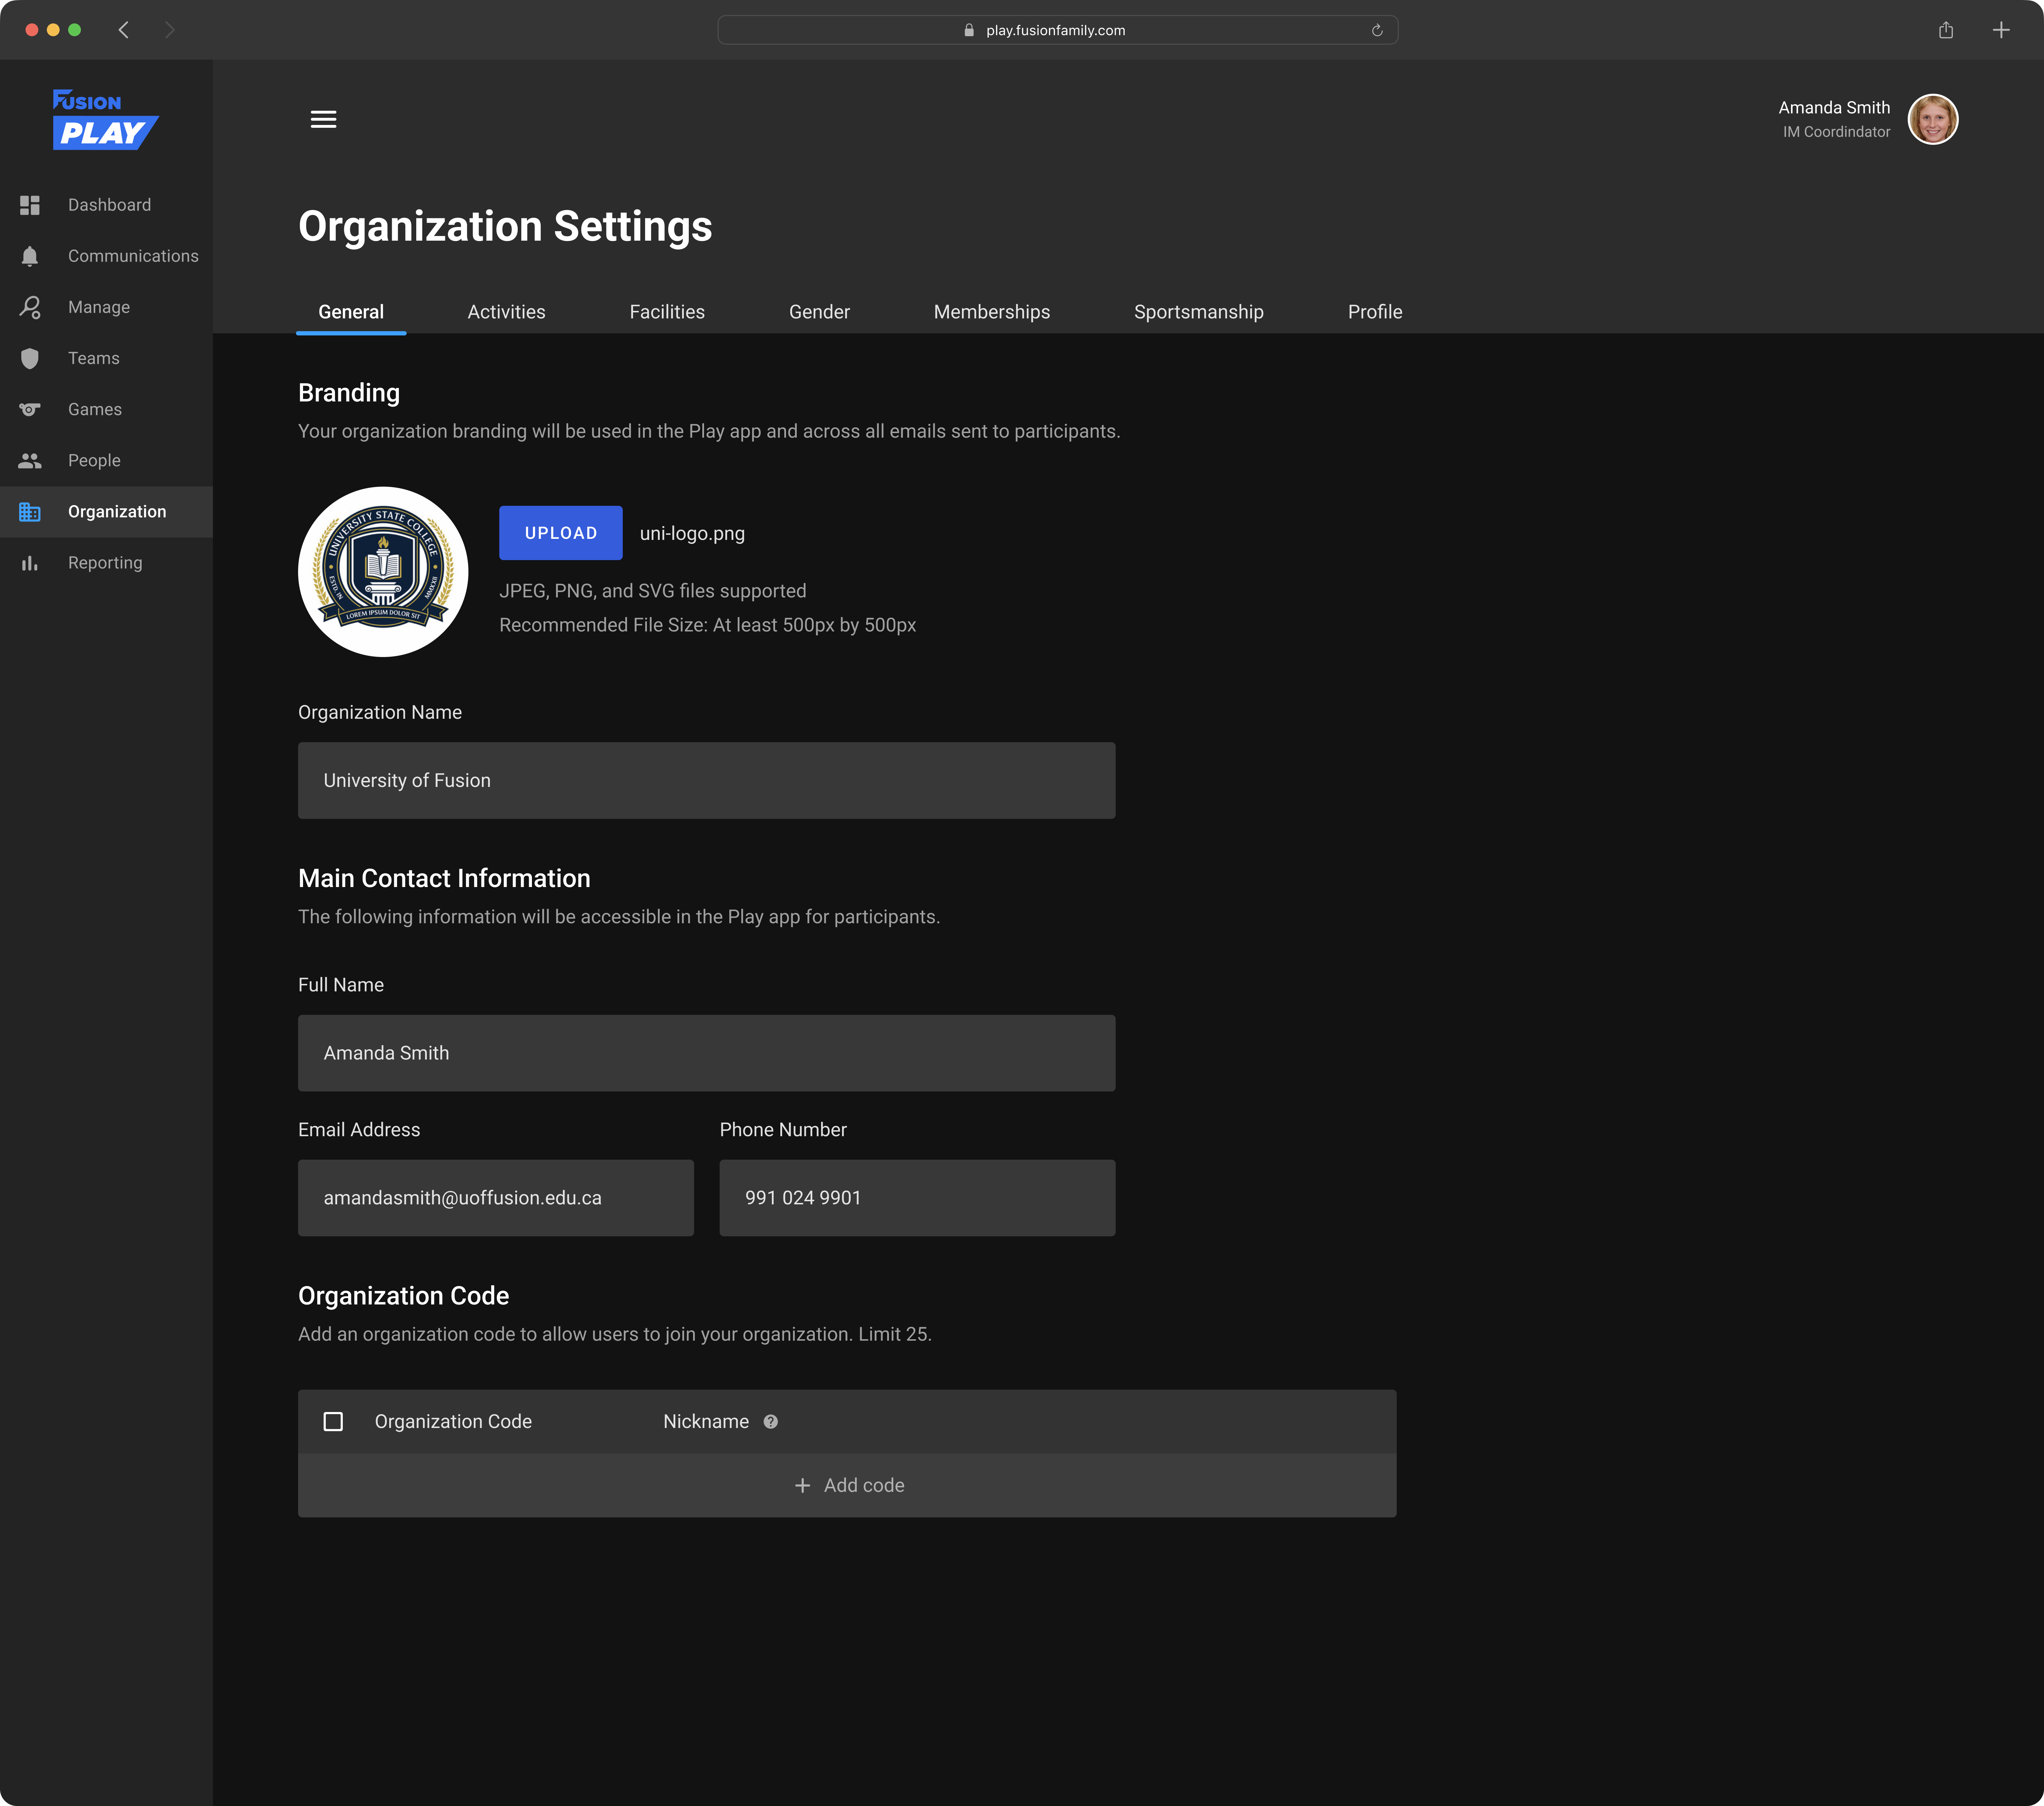 play.fusionfamily.com
FUSION
PLAY
Amanda Smith
IM Coordindator
Dashboard
Communications
Manage
Teams
Games
People
Organization
Reporting
Organization Settings
General Activities Facilities Gender Memberships Sportsmanship Profile
Branding
Your organization branding will be used in the Play app and across all emails sent to participants.
UNIVERSITY STATE COLLEGE
ESTD. IN MMXXII
LOREM IPSUM DOLOR SIT
UPLOAD uni-logo.png
JPEG, PNG, and SVG files supported
Recommended File Size: At least 500px by 500px
Organization Name
University of Fusion
Main Contact Information
The following information will be accessible in the Play app for participants.
Full Name
Amanda Smith
Email Address Phone Number
amandasmith@uoffusion.edu.ca 991 024 9901
Organization Code
Add an organization code to allow users to join your organization. Limit 25.
Organization Code Nickname ?
+ Add code